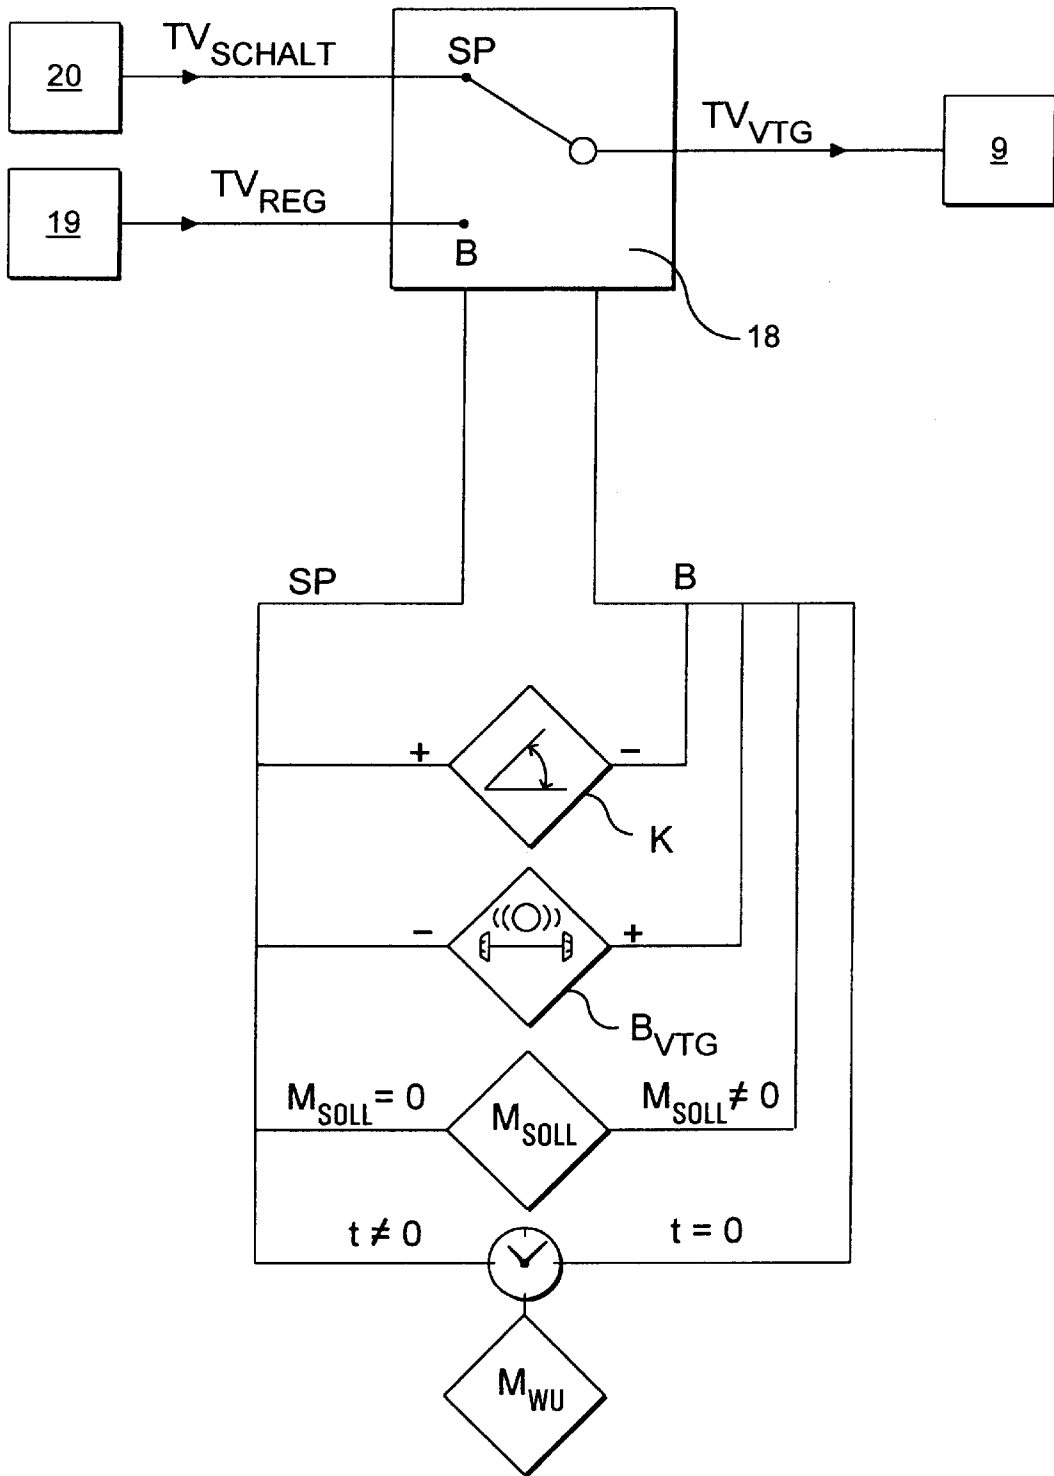 20
TV_SCHALT
SP
19
TV_REG
B
TV_VTG
9
18
SP
B
+
-
K
-
+
B_VTG
M_SOLL = 0
M_SOLL
M_SOLL ≠ 0
t ≠ 0
t = 0
M_WU